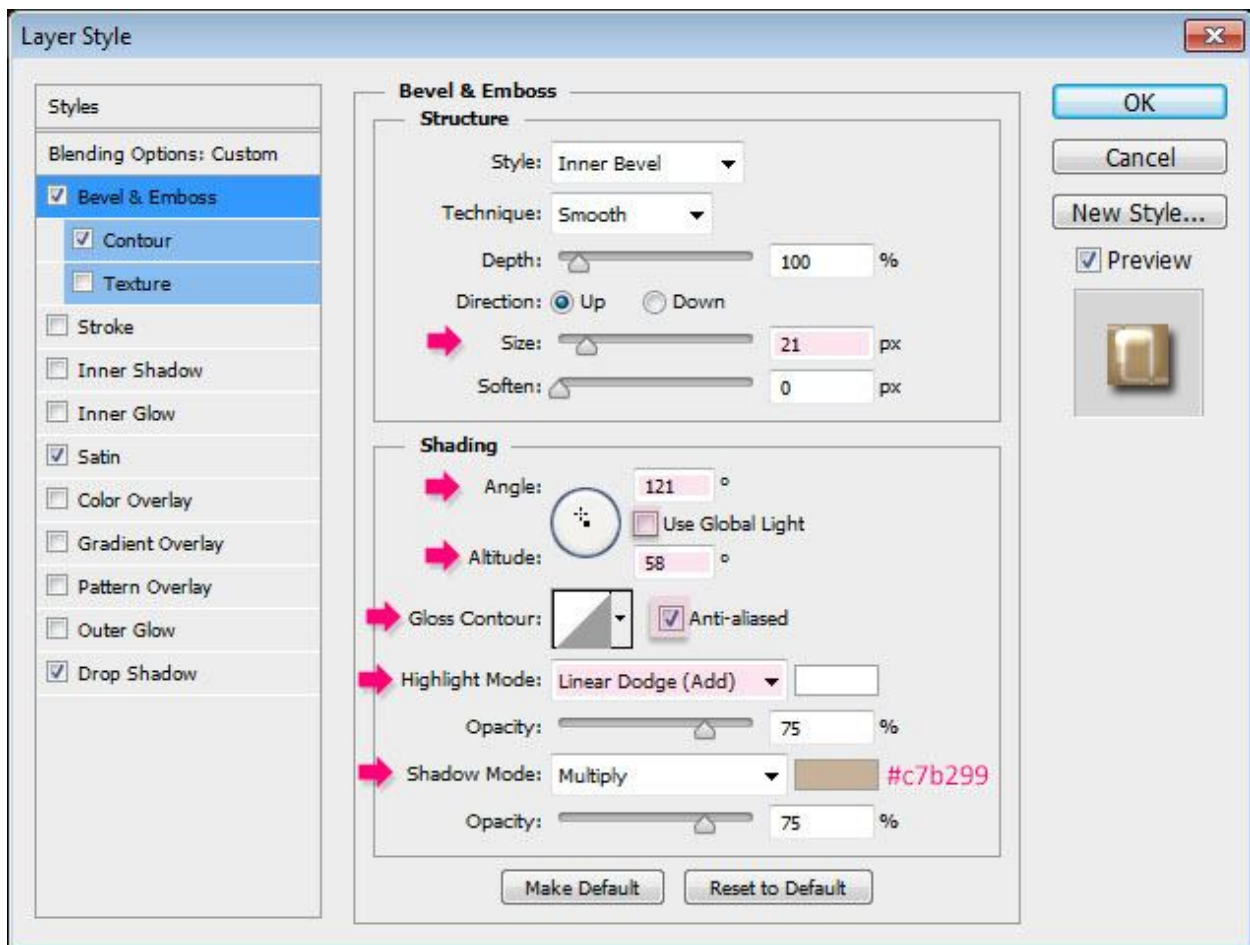 Layer Style
Styles
Blending Options: Custom
Bevel & Emboss
Contour
Texture
Stroke
Inner Shadow
Inner Glow
Satin
Color Overlay
Gradient Overlay
Pattern Overlay
Outer Glow
Drop Shadow
Bevel & Emboss
Structure
Style: Inner Bevel
Technique: Smooth
Depth: 100 %
Direction: Up Down
Size: 21 px
Soften: 0 px
Shading
Angle: 121 °
Use Global Light
Altitude: 58 °
Gloss Contour: Anti-aliased
Highlight Mode: Linear Dodge (Add)
Opacity: 75 %
Shadow Mode: Multiply #c7b299
Opacity: 75 %
Make Default Reset to Default
OK
Cancel
New Style...
Preview